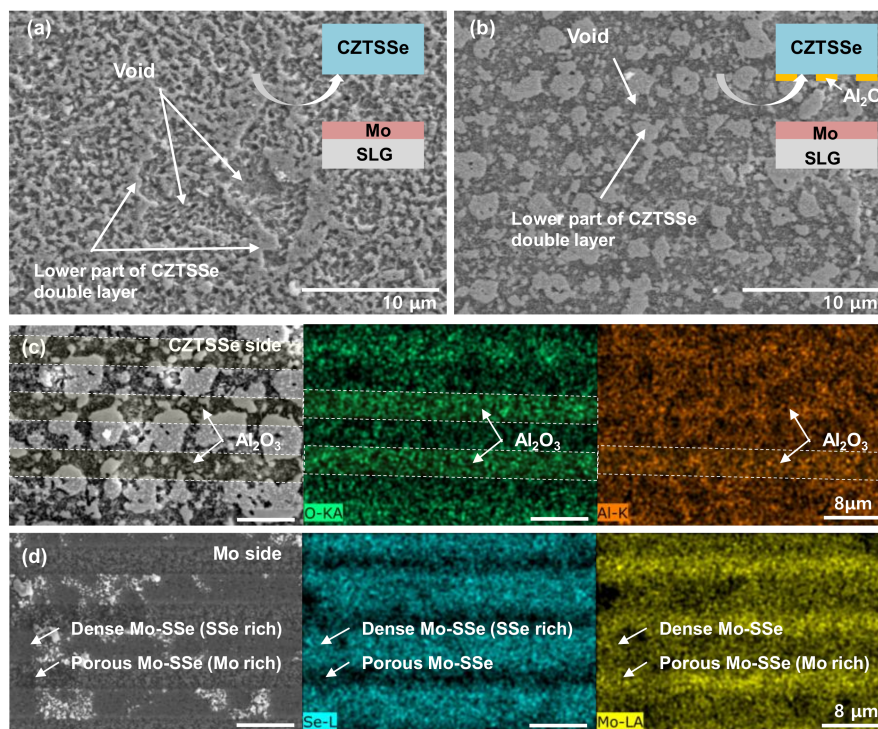 (a)
CZTSSe
Void
Mo
SLG
Lower part of CZTSSe
double layer
10 μm
(b)
CZTSSe
Void
Al₂O
Mo
SLG
Lower part of CZTSSe
double layer
10 μm
(c)
CZTSSe side
Al₂O₃
Al₂O₃
O-KA
Al₂O₃
Al-K
8μm
(d)
Mo side
Dense Mo-SSe (SSe rich)
Porous Mo-SSe (Mo rich)
Dense Mo-SSe (SSe rich)
Porous Mo-SSe
Se-L
Dense Mo-SSe
Porous Mo-SSe (Mo rich)
Mo-LA
8 μm